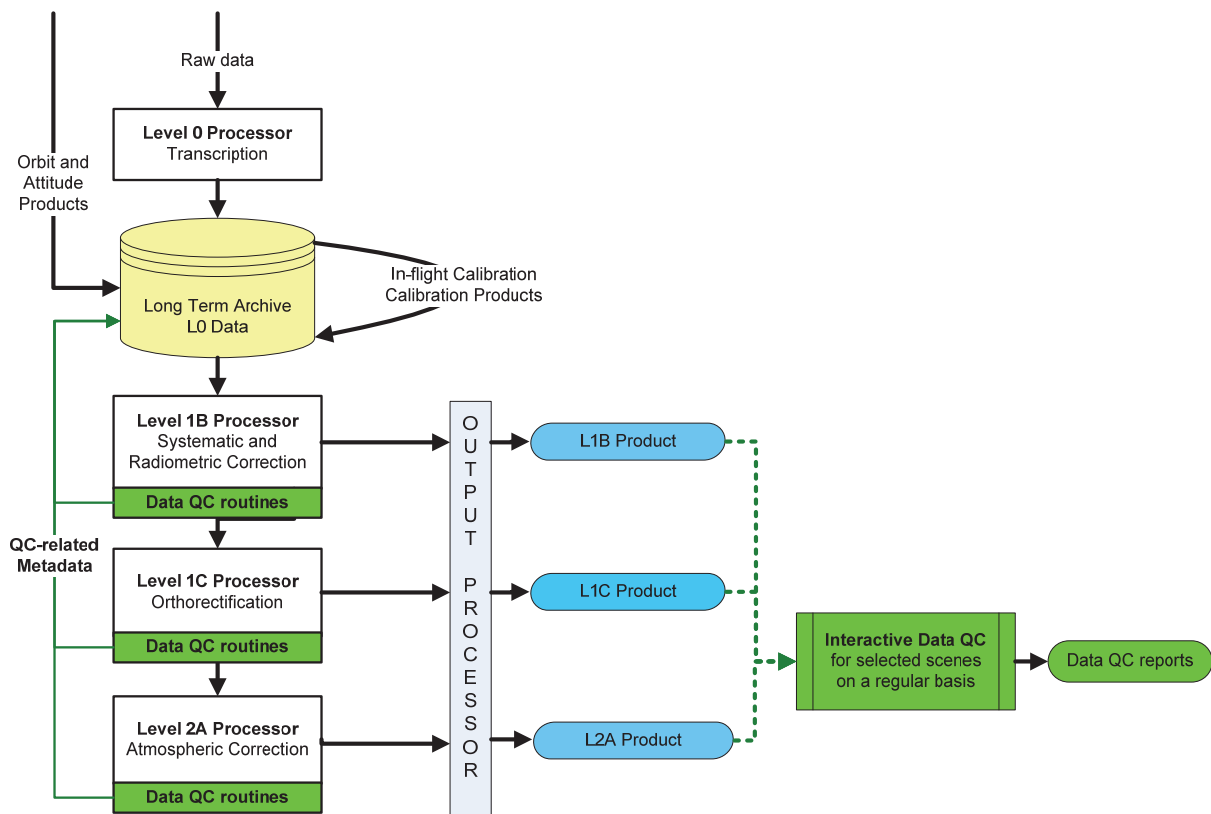 Raw data
Level 0 Processor
Transcription
Orbit and
Attitude
Products
In-flight Calibration
Calibration Products
Long Term Archive
L0 Data
Level 1B Processor
Systematic and
Radiometric Correction
Data QC routines
QC-related
Metadata
Level 1C Processor
Orthorectification
Data QC routines
Level 2A Processor
Atmospheric Correction
Data QC routines
OUTPUT PROCESSOR
L1B Product
L1C Product
L2A Product
Interactive Data QC
for selected scenes
on a regular basis
Data QC reports